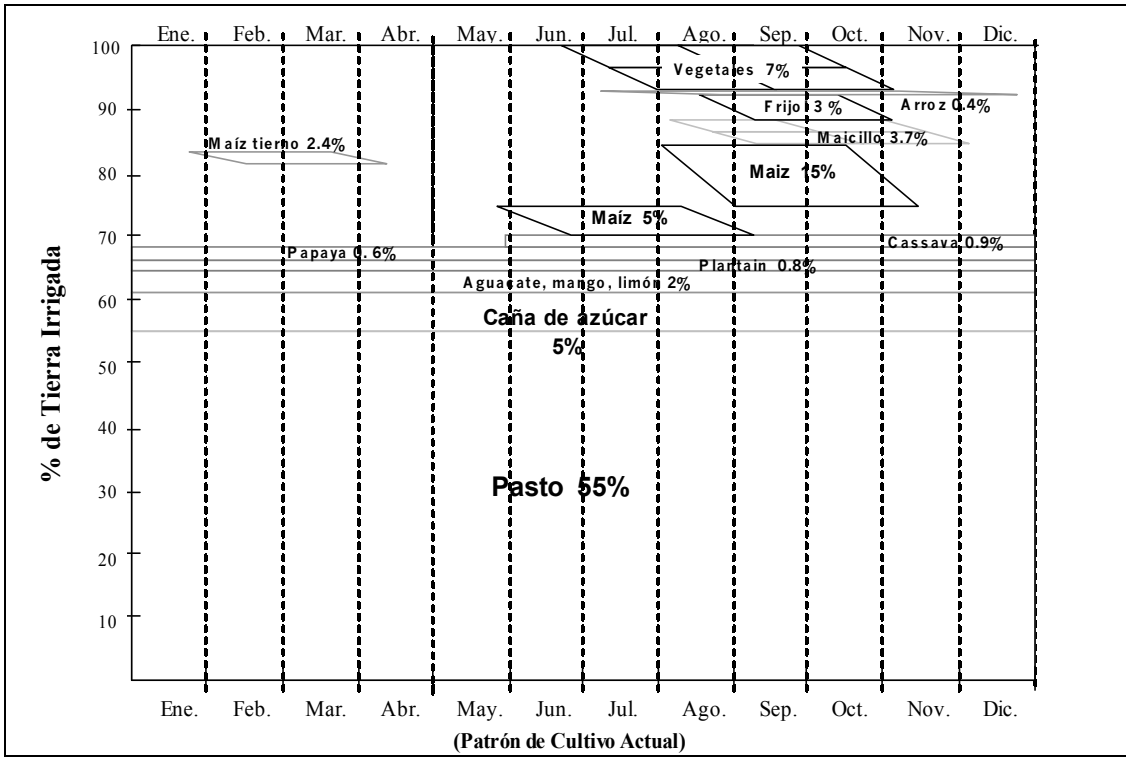 Ene. Feb. Mar. Abr. May. Jun. Jul. Ago. Sep. Oct. Nov. Dic.
100
Vegetales 7%
90
Frijo 3 %
Arroz 0.4%
Maíz tierno 2.4%
Maicillo 3.7%
80
Maiz 15%
Maíz 5%
70
Cassava 0.9%
Papaya 0.6%
Plantain 0.8%
Aguacate, mango, limón 2%
60
Caña de azúcar
5%
50
40
Pasto 55%
30
20
10
% de Tierra Irrigada
Ene. Feb. Mar. Abr. May. Jun. Jul. Ago. Sep. Oct. Nov. Dic.
(Patrón de Cultivo Actual)